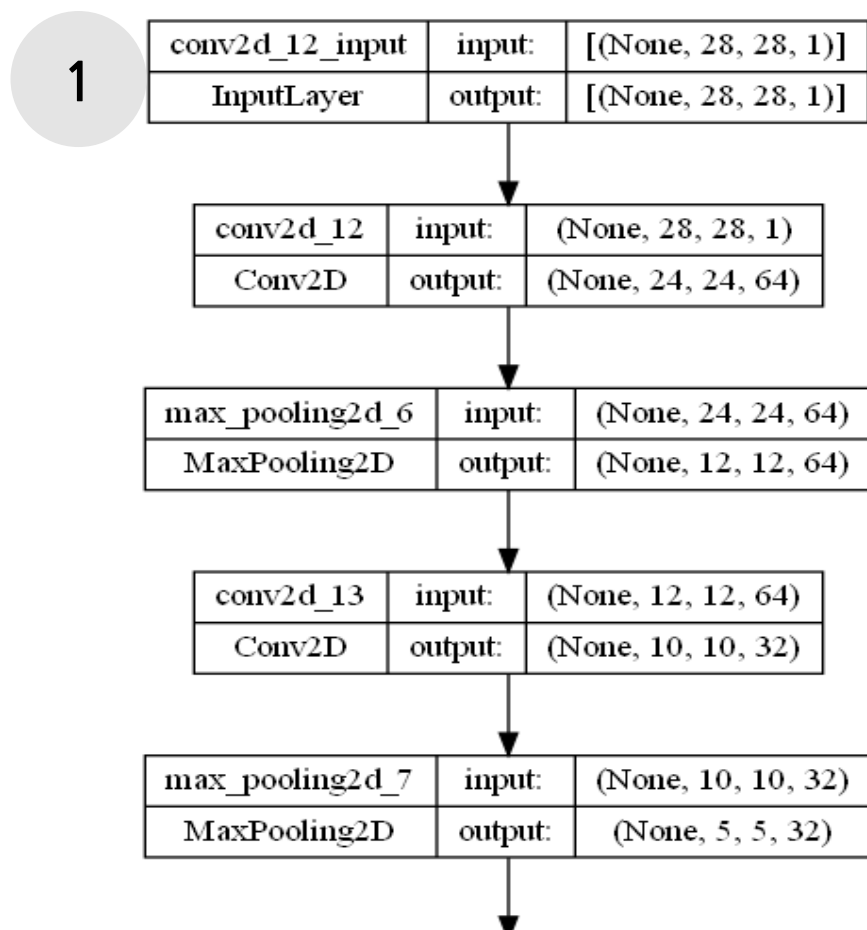 1
conv2d_12_input input: [(None, 28, 28, 1)]
InputLayer output: [(None, 28, 28, 1)]
conv2d_12 input: (None, 28, 28, 1)
Conv2D output: (None, 24, 24, 64)
max_pooling2d_6 input: (None, 24, 24, 64)
MaxPooling2D output: (None, 12, 12, 64)
conv2d_13 input: (None, 12, 12, 64)
Conv2D output: (None, 10, 10, 32)
max_pooling2d_7 input: (None, 10, 10, 32)
MaxPooling2D output: (None, 5, 5, 32)